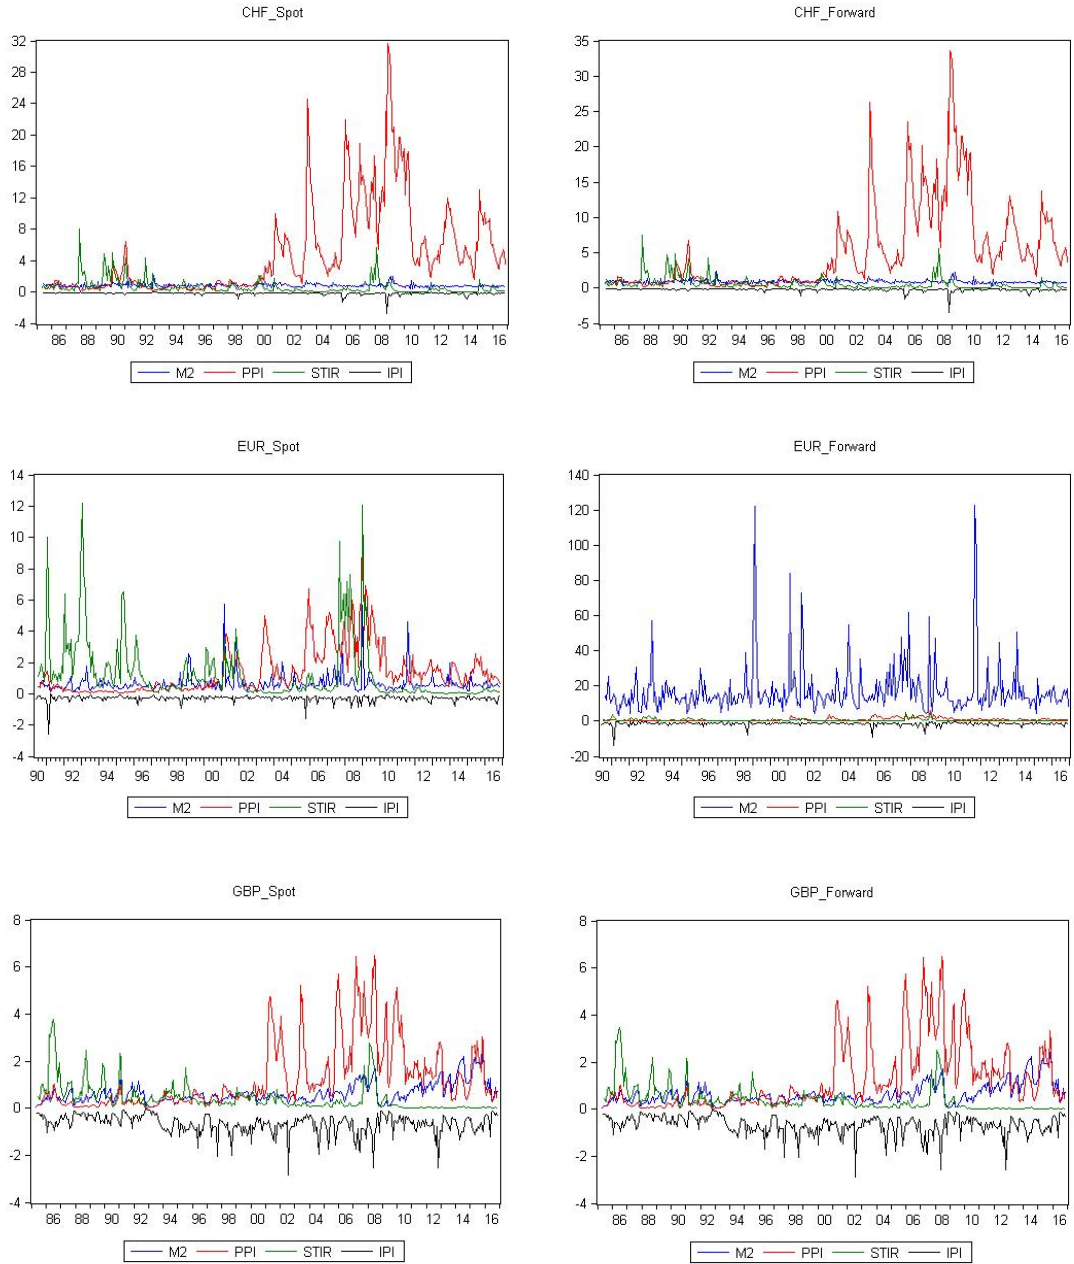 CHF_Spot
32
28
24
20
16
12
8
4
0
-4
86 88 90 92 94 96 98 00 02 04 06 08 10 12 14 16
M2 PPI STIR IPI
CHF_Forward
35
30
25
20
15
10
5
0
-5
86 88 90 92 94 96 98 00 02 04 06 08 10 12 14 16
M2 PPI STIR IPI
EUR_Spot
14
12
10
8
6
4
2
0
-2
-4
90 92 94 96 98 00 02 04 06 08 10 12 14 16
M2 PPI STIR IPI
EUR_Forward
140
120
100
80
60
40
20
0
-20
90 92 94 96 98 00 02 04 06 08 10 12 14 16
M2 PPI STIR IPI
GBP_Spot
8
6
4
2
0
-2
-4
86 88 90 92 94 96 98 00 02 04 06 08 10 12 14 16
M2 PPI STIR IPI
GBP_Forward
8
6
4
2
0
-2
-4
86 88 90 92 94 96 98 00 02 04 06 08 10 12 14 16
M2 PPI STIR IPI